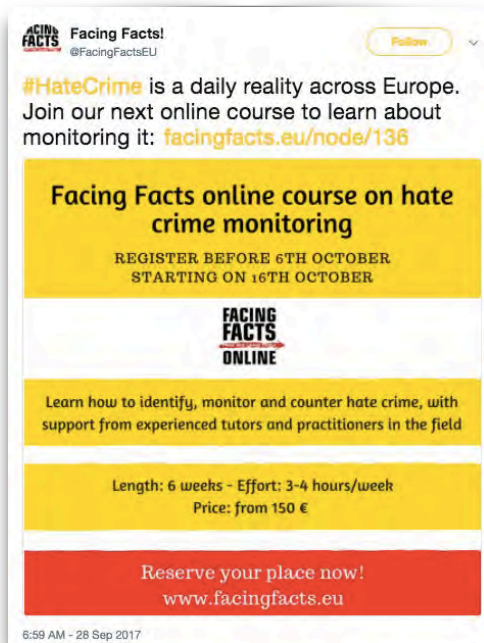 FACING
FACTS
Facing Facts!
@FacingFactsEU
Follow
#HateCrime is a daily reality across Europe.
Join our next online course to learn about
monitoring it: facingfacts.eu/node/136
Facing Facts online course on hate
crime monitoring
REGISTER BEFORE 6TH OCTOBER
STARTING ON 16TH OCTOBER
FACING
FACTS
ONLINE
Learn how to identify, monitor and counter hate crime, with
support from experienced tutors and practitioners in the field
Length: 6 weeks - Effort: 3-4 hours/week
Price: from 150 €
Reserve your place now!
www.facingfacts.eu
6:59 AM - 28 Sep 2017